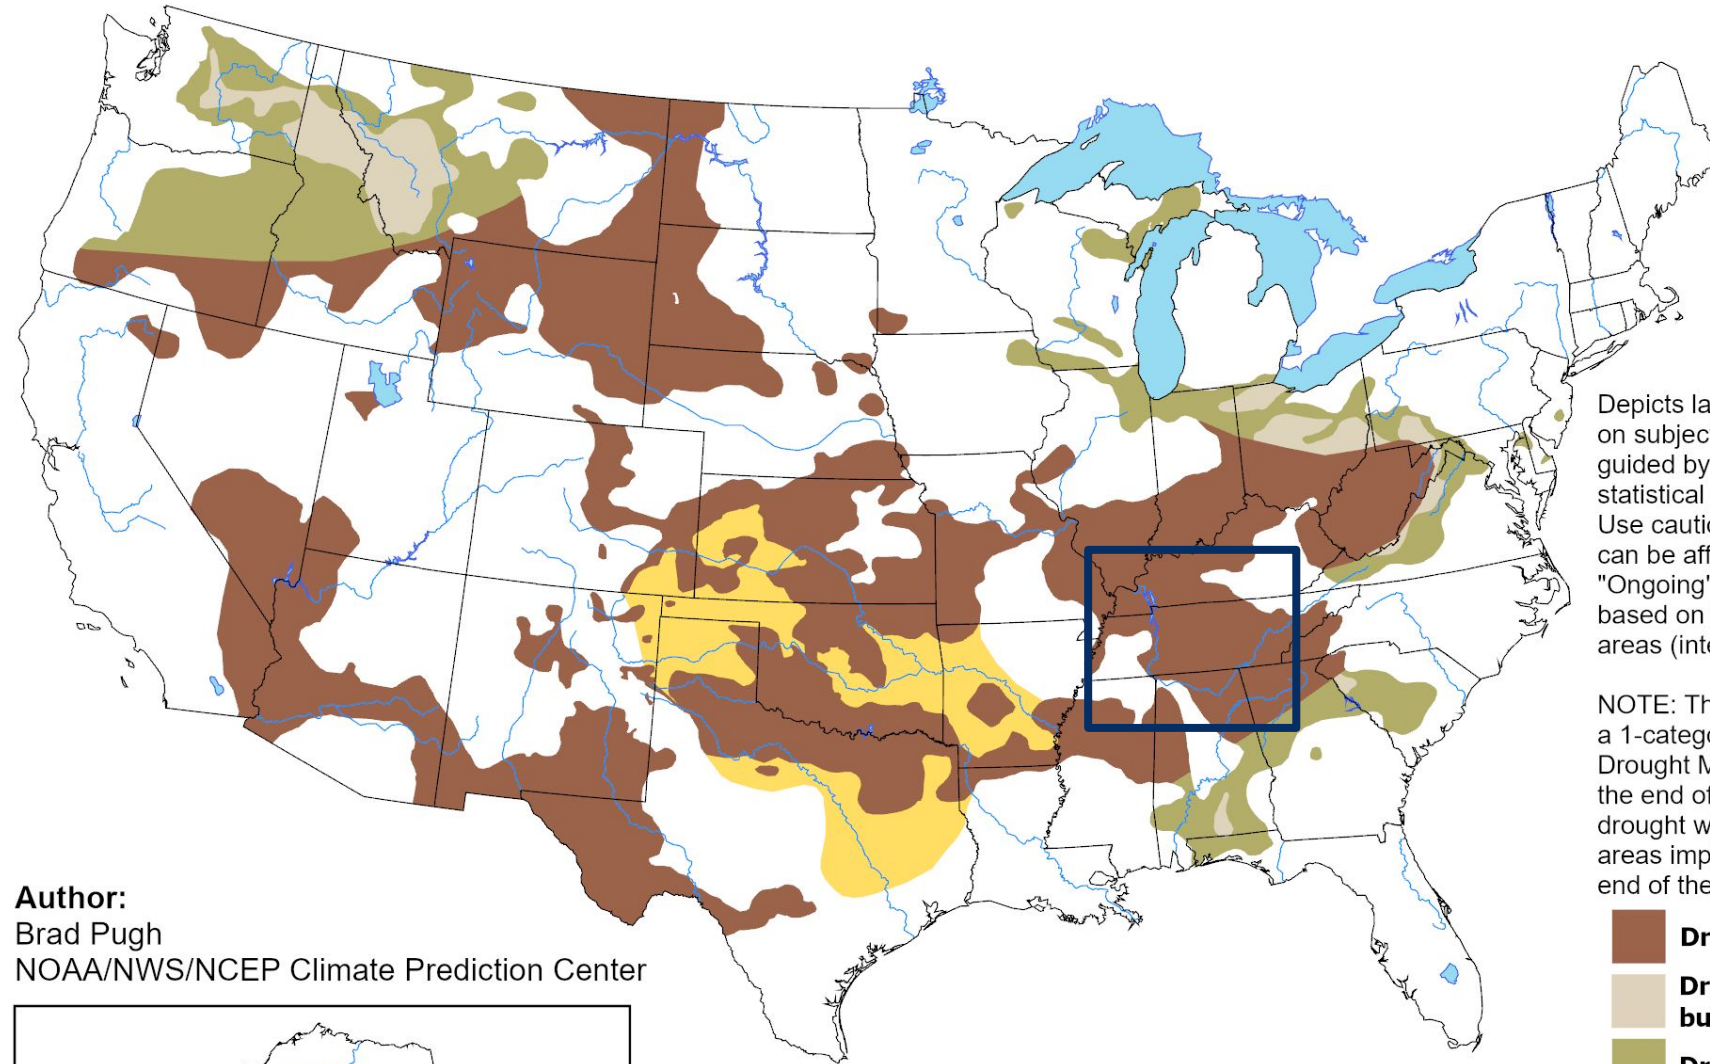 Depicts la
on subjec
guided by
statistical
Use cautio
can be aff
"Ongoing"
based on
areas (inte
NOTE: Th
a 1-catego
Drought M
the end of
drought w
areas imp
end of the
Author:
Brad Pugh
NOAA/NWS/NCEP Climate Prediction Center
Dr
Dr
bu